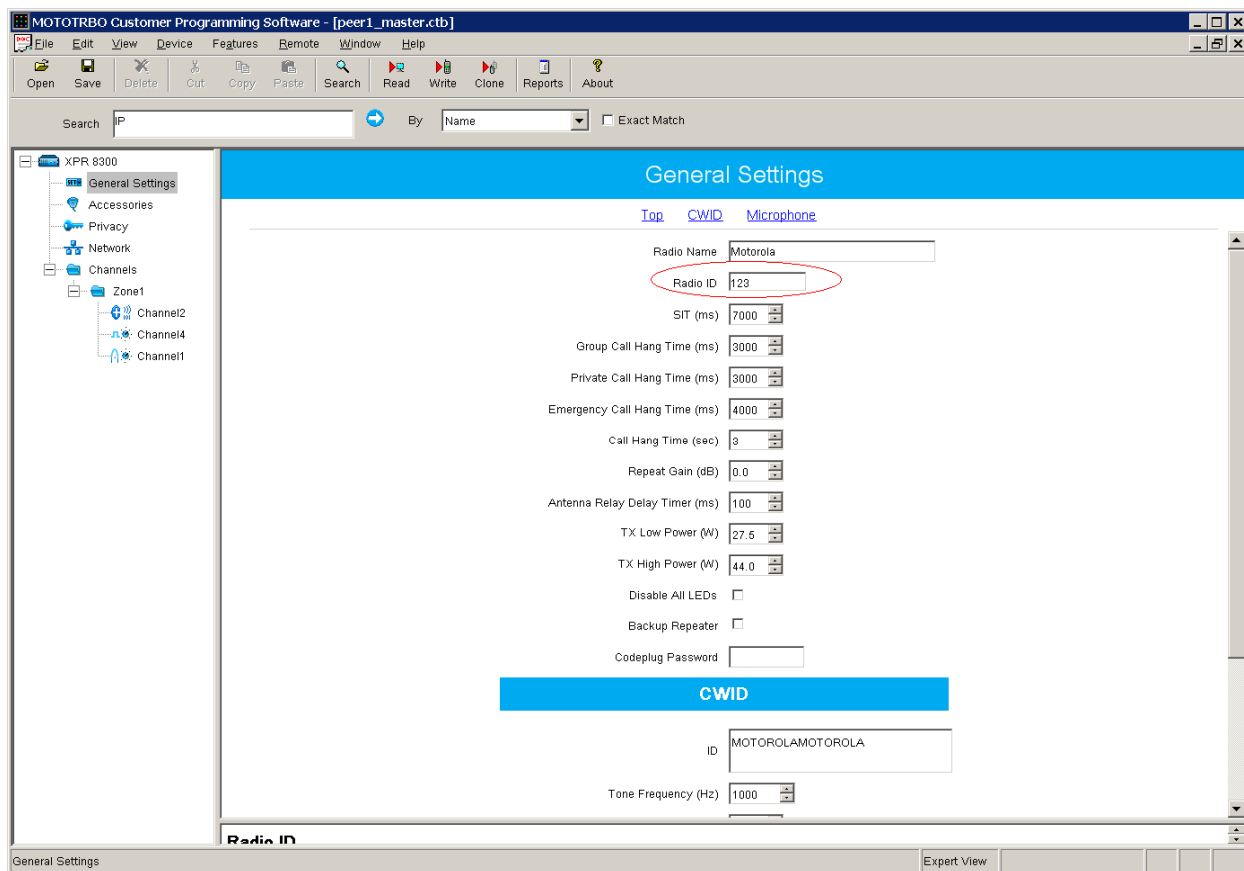 MOTOTRBO Customer Programming Software - [peer1_master.ctb]
File Edit View Device Features Remote Window Help
Open Save Delete Cut Copy Paste Search Read Write Clone Reports About
Search IP By Name Exact Match
XPR 8300
General Settings
Accessories
Privacy
Network
Channels
Zone1
Channel2
Channel4
Channel1
General Settings
Top CWID Microphone
Radio Name Motorola
Radio ID 123
SIT (ms) 7000
Group Call Hang Time (ms) 3000
Private Call Hang Time (ms) 3000
Emergency Call Hang Time (ms) 4000
Call Hang Time (sec) 3
Repeat Gain (dB) 0.0
Antenna Relay Delay Timer (ms) 100
TX Low Power (W) 27.5
TX High Power (W) 44.0
Disable All LEDs
Backup Repeater
Codeplug Password
CWID
ID MOTOROLAMOTOROLA
Tone Frequency (Hz) 1000
Radio ID
General Settings Expert View